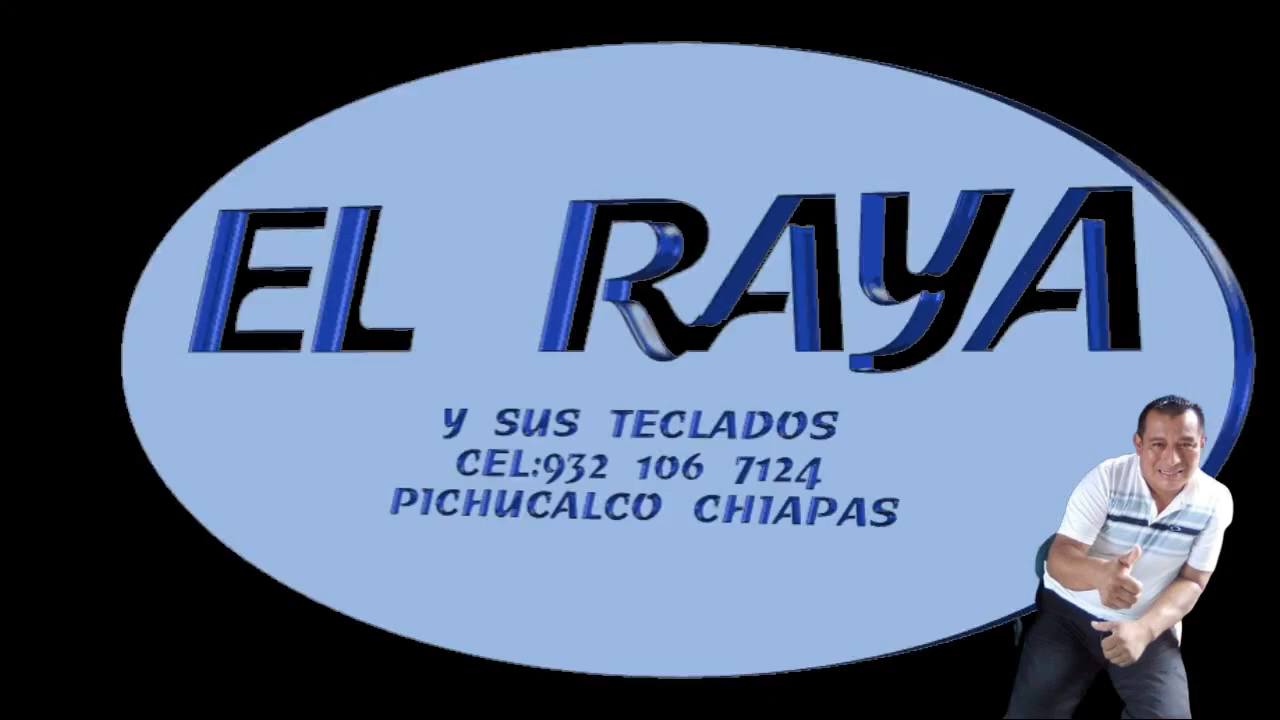 EL RAYA
Y SUS TECLADOS
CEL:932 106 7124
PICHUCALCO CHIAPAS